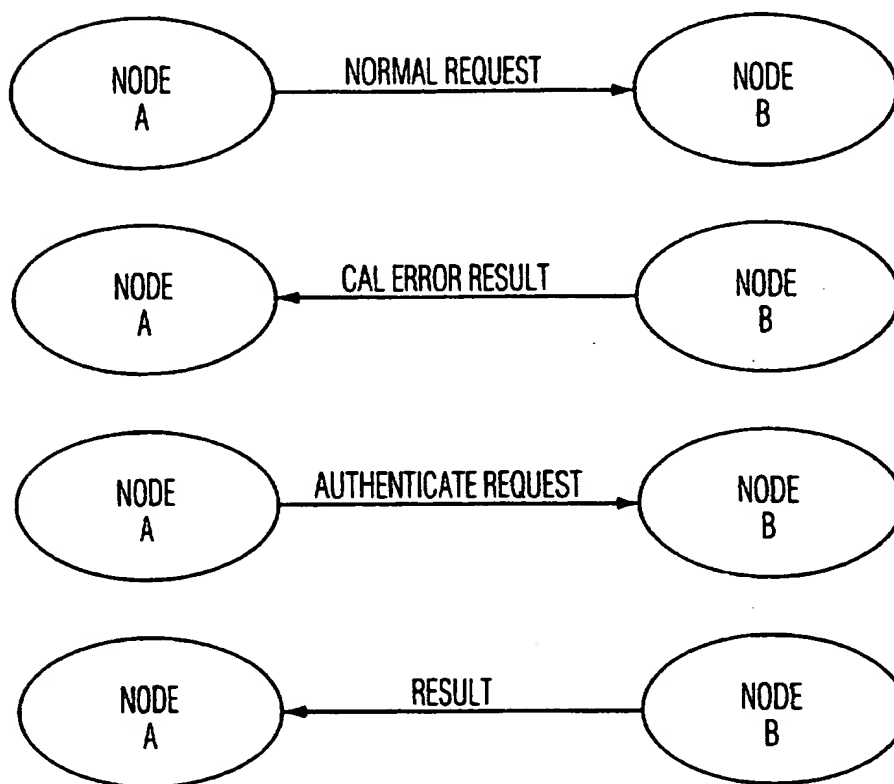 NODE
A
NORMAL REQUEST
NODE
B
NODE
A
CAL ERROR RESULT
NODE
B
NODE
A
AUTHENTICATE REQUEST
NODE
B
NODE
A
RESULT
NODE
B